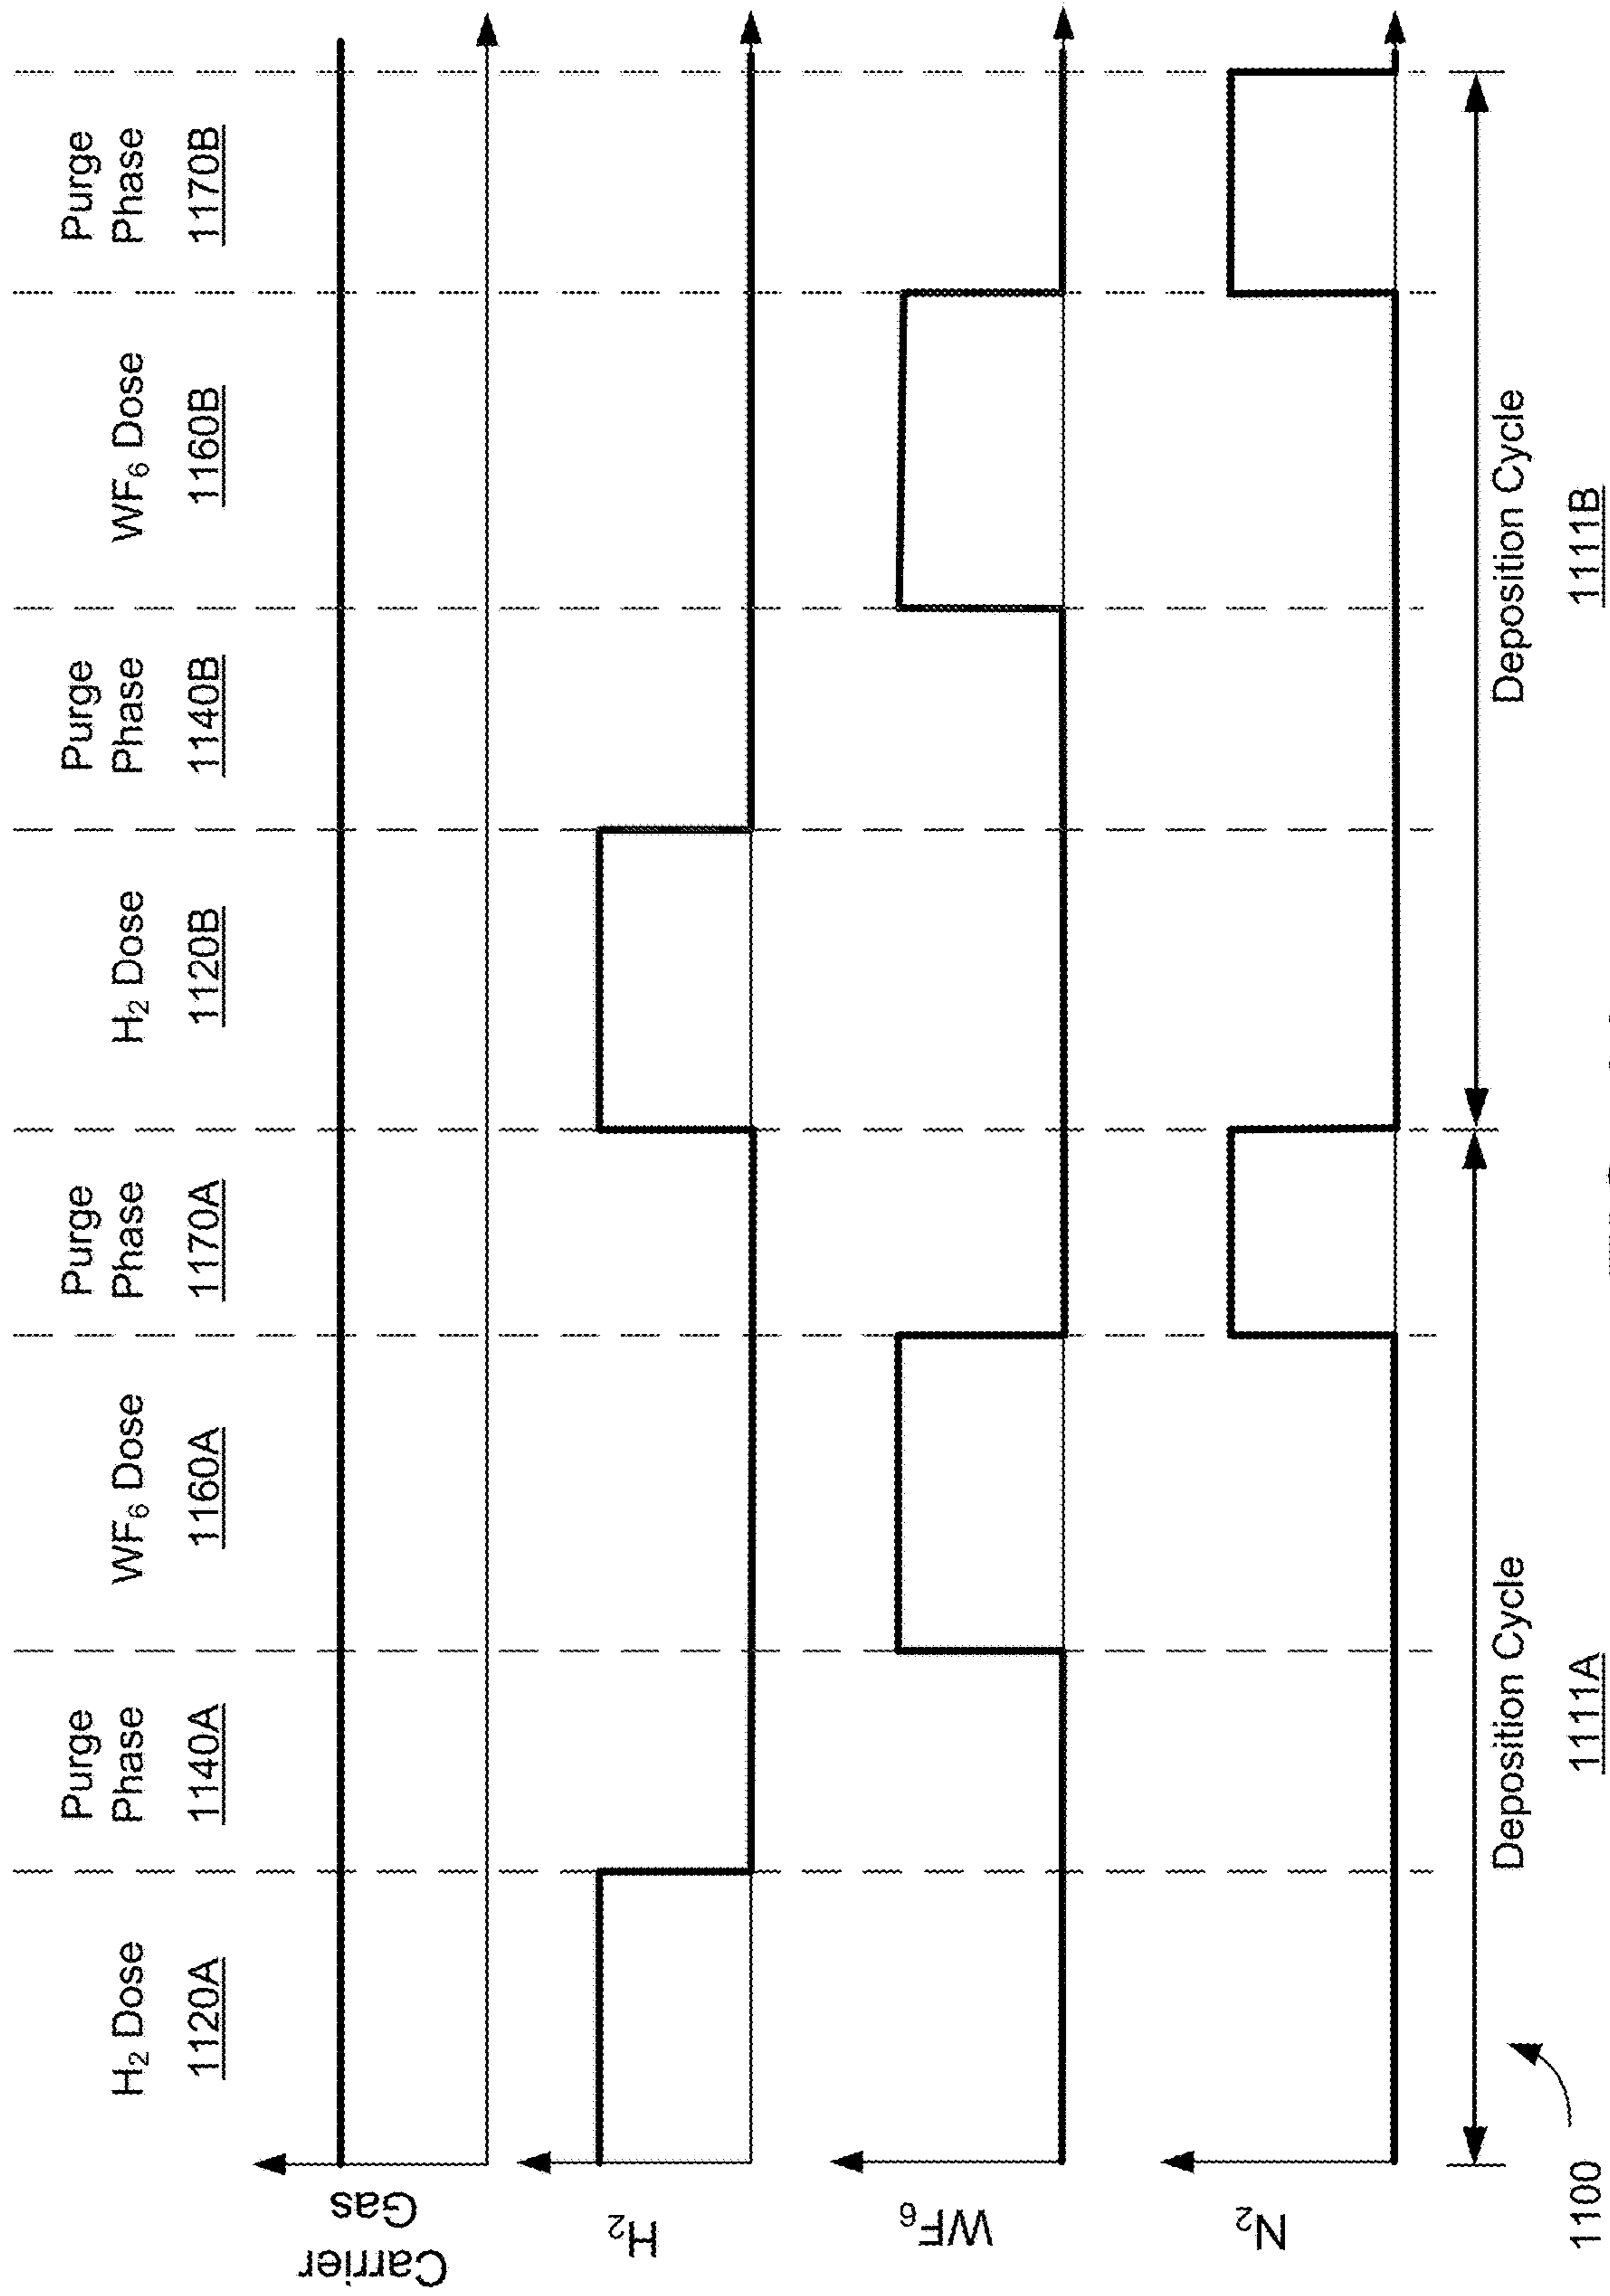 H2 Dose
1120A
Purge
Phase
1140A
WF6 Dose
1160A
Purge
Phase
1170A
H2 Dose
1120B
Purge
Phase
1140B
WF6 Dose
1160B
Purge
Phase
1170B
Carrier
Gas
H2
WF6
N2
Deposition Cycle
1111A
Deposition Cycle
1111B
1100